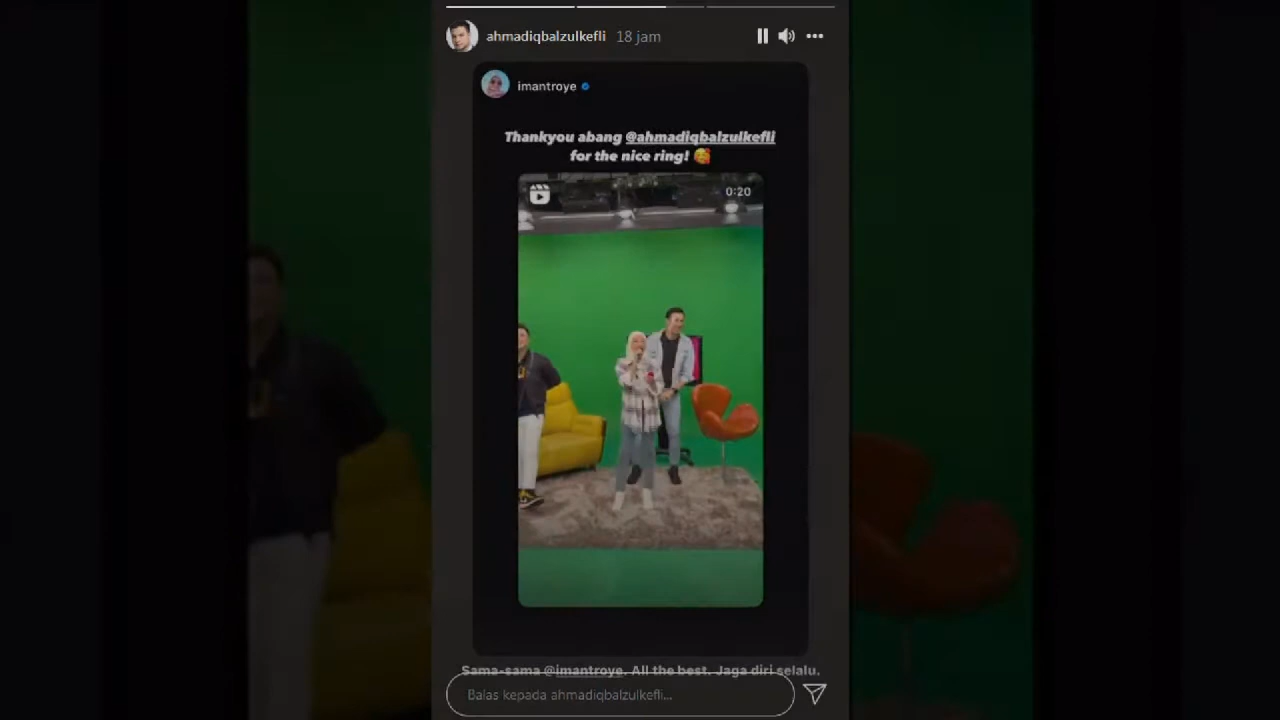 ahmadiqbalzulkefli 18 jam
imantroye
Thankyou abang @ahmadiqbalzulkefli
for the nice ring! 🥰
0:20
Sama-sama @imantroye. All the best. Jaga diri selalu.
Balas kepada ahmadiqbalzulkefli...